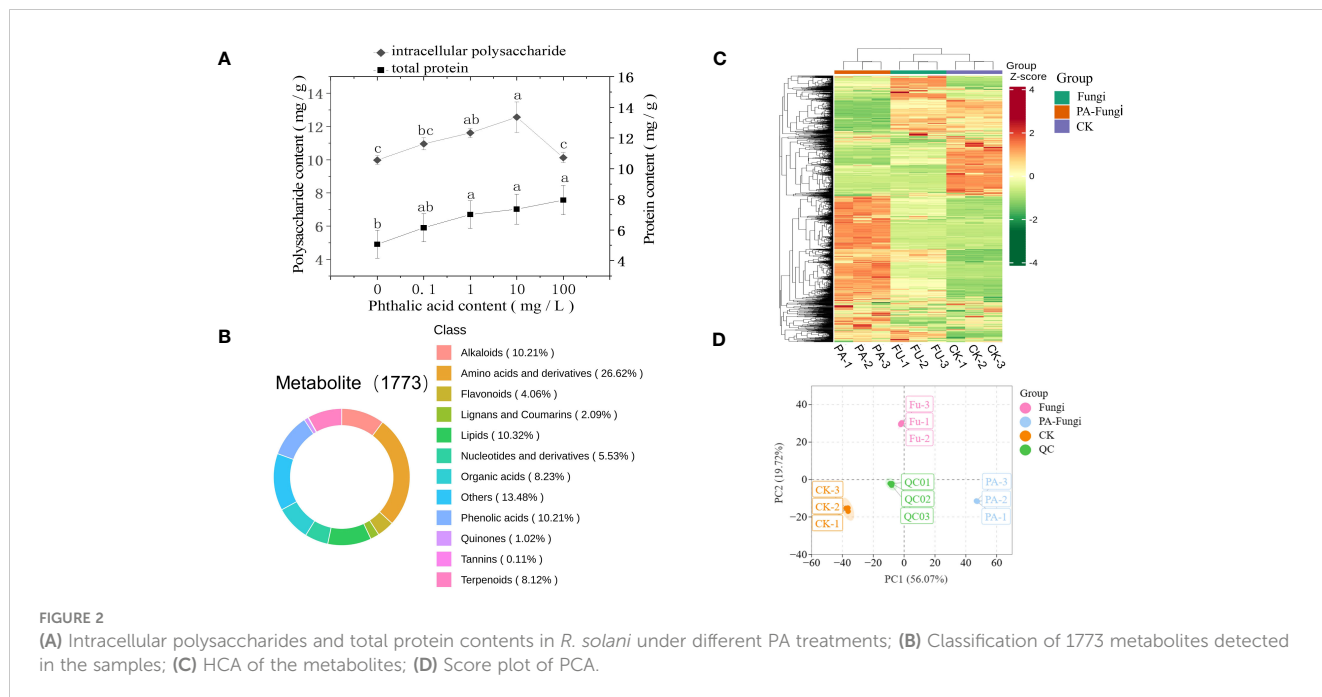 A
intracellular polysaccharide
total protein
Polysaccharide content ( mg / g )
14
12
10
8
6
4
c
bc
ab
a
c
b
ab
a
a
a
16
14
12
10
8
6
4
Protein content ( mg / g )
0
0. 1
1
10
100
Phthalic acid content ( mg / L )
B
Metabolite (1773)
Class
Alkaloids ( 10.21%)
Amino acids and derivatives ( 26.62%)
Flavonoids ( 4.06%)
Lignans and Coumarins ( 2.09%)
Lipids ( 10.32%)
Nucleotides and derivatives ( 5.53%)
Organic acids ( 8.23%)
Others ( 13.48%)
Phenolic acids ( 10.21%)
Quinones ( 1.02%)
Tannins ( 0.11%)
Terpenoids ( 8.12%)
C
Group
Z-score
4
2
0
-2
-4
Group
Fungi
PA-Fungi
CK
PA-1
PA-2
PA-3
FU-1
FU-2
FU-3
CK-1
CK-2
CK-3
D
PC2 (19.72%)
40
20
0
−20
−40
Fu-3
Fu-1
Fu-2
QC01
QC02
QC03
CK-3
CK-2
CK-1
PA-3
PA-2
PA-1
−60
−40
−20
0
20
40
60
PC1 (56.07%)
Group
Fungi
PA-Fungi
CK
QC
FIGURE 2
(A) Intracellular polysaccharides and total protein contents in R. solani under different PA treatments; (B) Classification of 1773 metabolites detected
in the samples; (C) HCA of the metabolites; (D) Score plot of PCA.